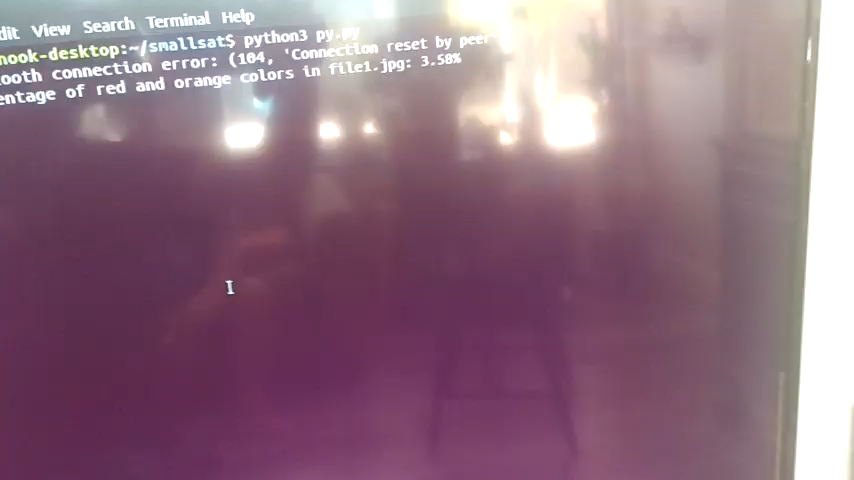 dit View Search Terminal Help
nook-desktop:~/smallsat$ python3 py.py
ooth connection error: (104, 'Connection reset by peer
entage of red and orange colors in file1.jpg: 3.58%